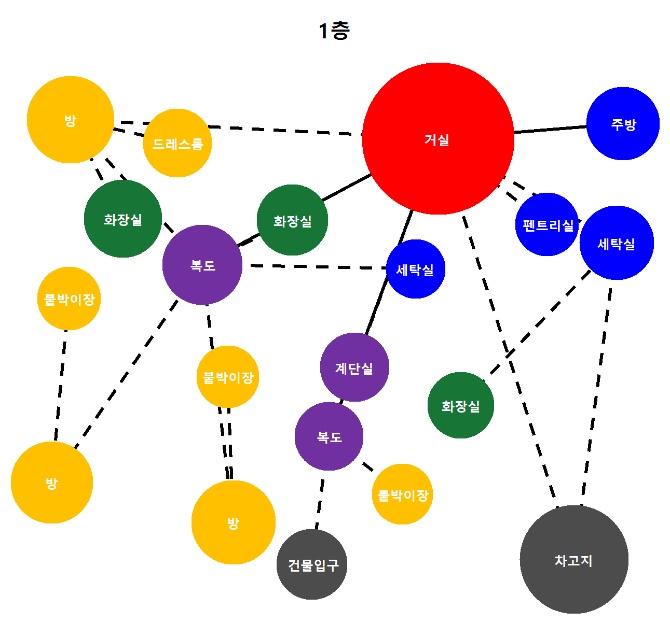 1층
방
드레스룸
거실
주방
화장실
화장실
복도
펜트리실
세탁실
세탁실
붙박이장
붙박이장
계단실
화장실
복도
방
방
붙박이장
건물입구
차고지